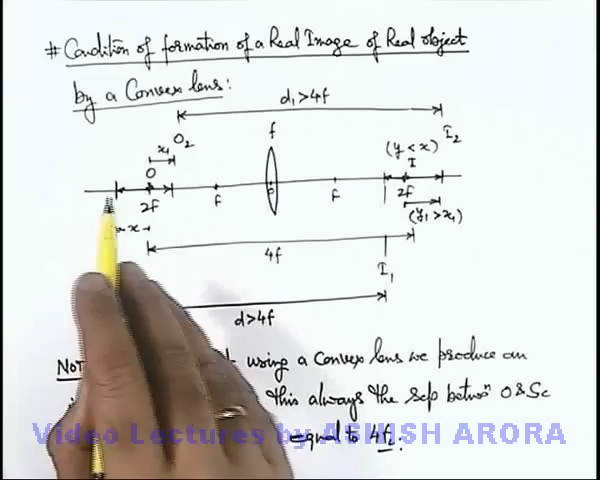 # Condition of formation of a Real Image of Real object
by a Convex lens:
d₁>4f
f
x₁ O₂
(y < x) I₂
O I
2f f P f 2f
x (y₁ > x₁)
4f
I₁
d>4f
Not using a convex lens we produce an
this always the sep betwⁿ O & Sc
equal to 4f.
Video Lectures by ASHISH ARORA